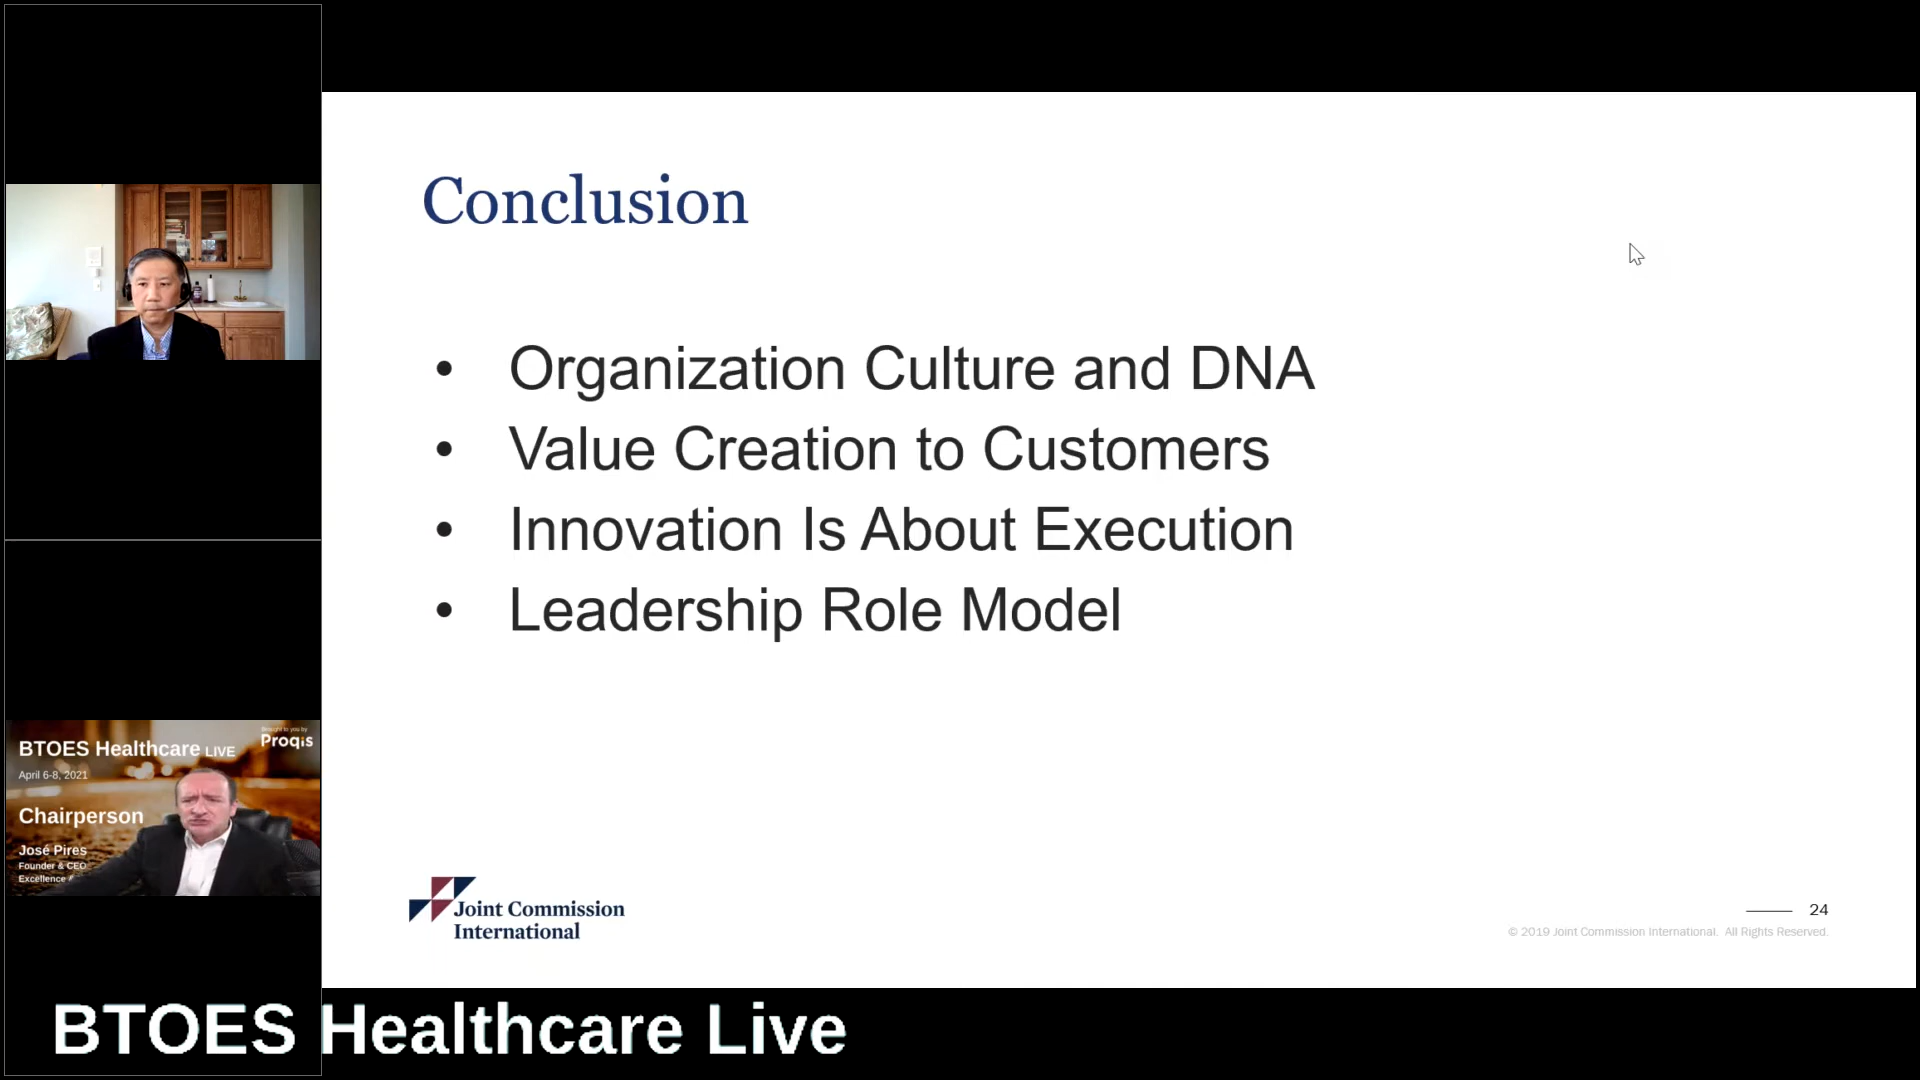 Conclusion
• Organization Culture and DNA
• Value Creation to Customers
• Innovation Is About Execution
• Leadership Role Model
Joint Commission
International
24
© 2019 Joint Commission International. All Rights Reserved.
Brought to you by
Proqis
BTOES Healthcare LIVE
April 6-8, 2021
Chairperson
José Pires
Founder & CEO
Excellence
BTOES Healthcare Live